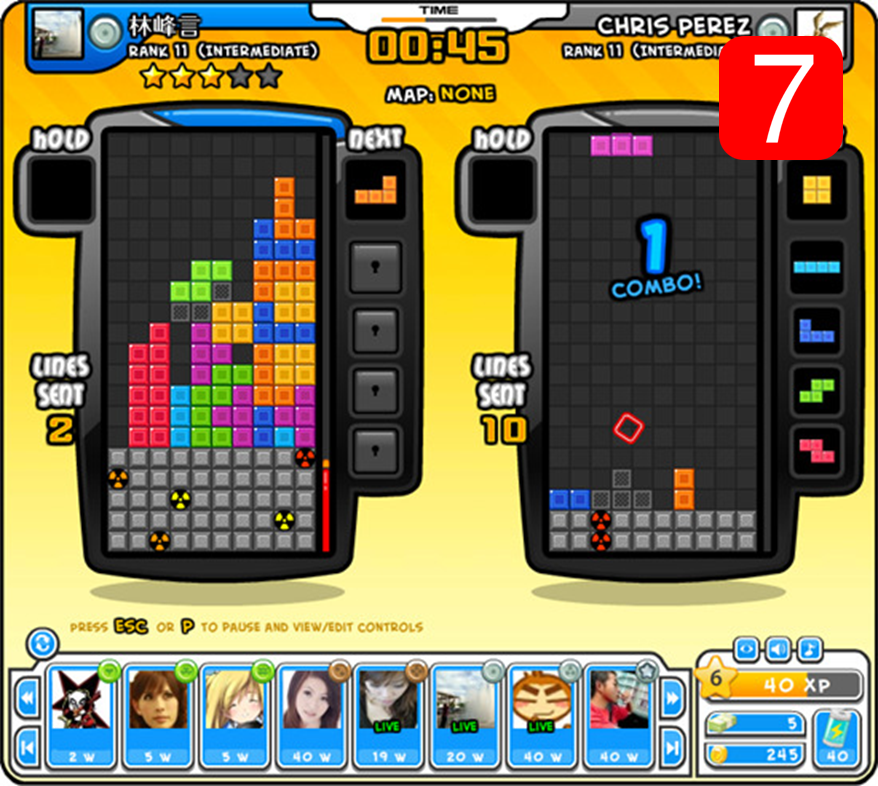 TIME
林峰言
RANK 11 (INTERMEDIATE)
00:45
CHRIS PEREZ
RANK 11 (INTERMEDIA
7
MAP: NONE
HOLD
NEXT
HOLD
1
COMBO!
LINES
SENT
2
LINES
SENT
10
PRESS ESC OR P TO PAUSE AND VIEW/EDIT CONTROLS
6
40 XP
LIVE
LIVE
LIVE
5
2 W
5 W
5 W
40 W
19 W
20 W
40 W
40 W
245
40